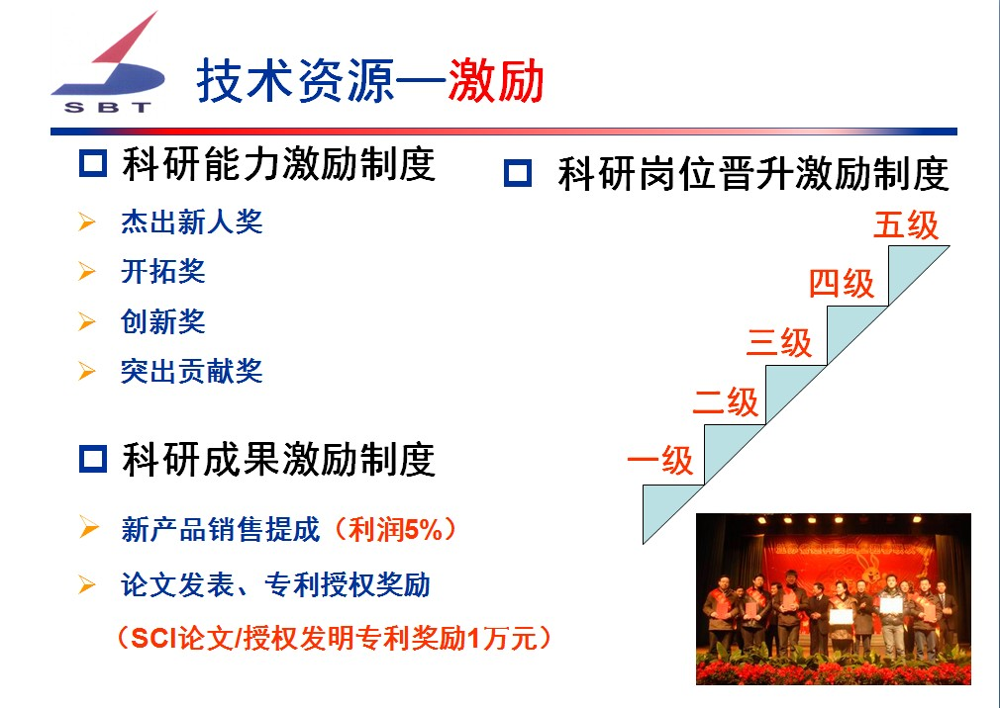 SBT
技术资源—激励
科研能力激励制度
杰出新人奖
开拓奖
创新奖
突出贡献奖
科研成果激励制度
新产品销售提成（利润5%）
论文发表、专利授权奖励
（SCI论文/授权发明专利奖励1万元）
科研岗位晋升激励制度
五级
四级
三级
二级
一级